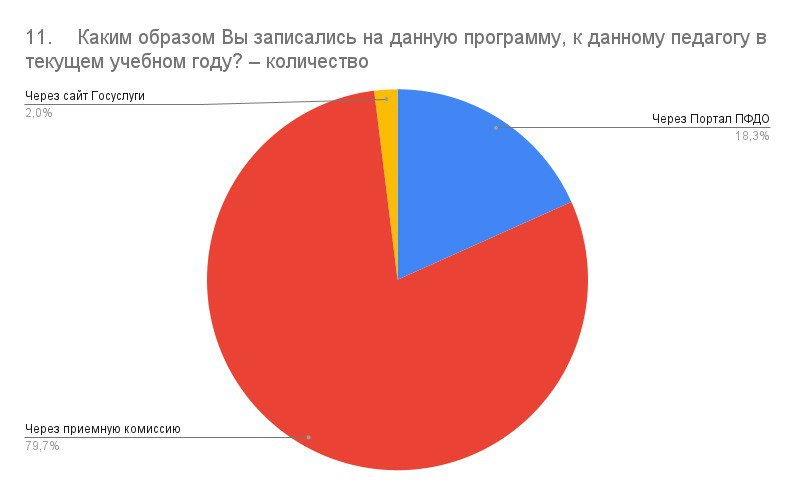 11. Каким образом Вы записались на данную программу, к данному педагогу в
текущем учебном году? – количество
Через сайт Госуслуги
2,0%
Через Портал ПФДО
18,3%
Через приемную комиссию
79,7%